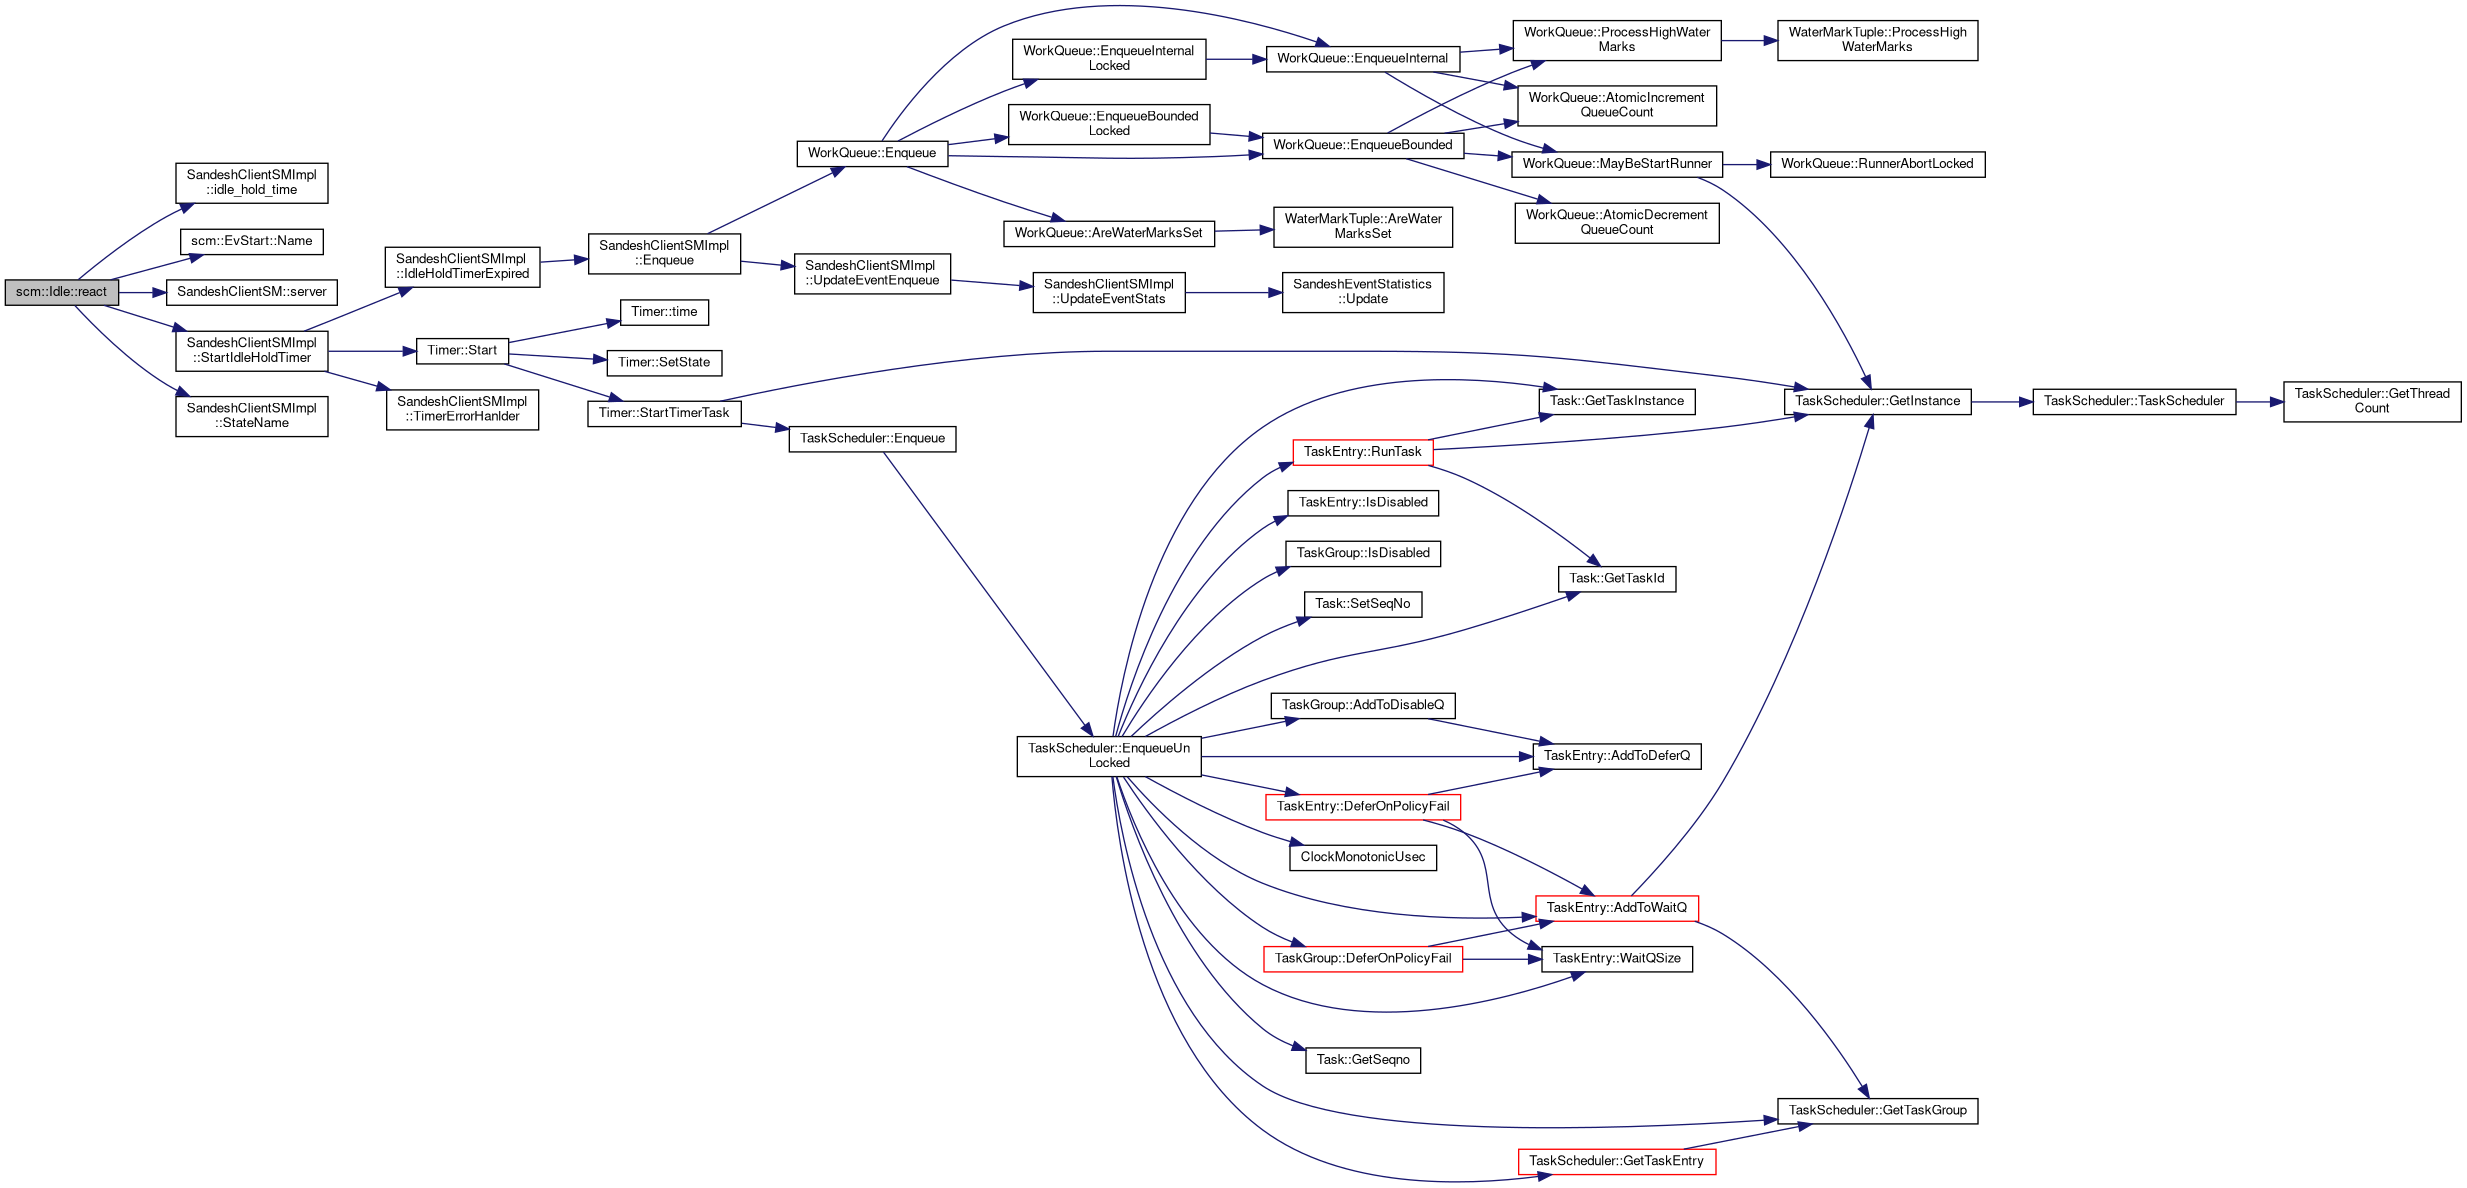 scm::Idle::react
SandeshClientSMImpl
::idle_hold_time
scm::EvStart::Name
SandeshClientSM::server
SandeshClientSMImpl
::StartIdleHoldTimer
SandeshClientSMImpl
::StateName
SandeshClientSMImpl
::IdleHoldTimerExpired
Timer::Start
SandeshClientSMImpl
::TimerErrorHanlder
SandeshClientSMImpl
::Enqueue
Timer::time
Timer::SetState
Timer::StartTimerTask
WorkQueue::Enqueue
SandeshClientSMImpl
::UpdateEventEnqueue
TaskScheduler::Enqueue
WorkQueue::EnqueueInternal
Locked
WorkQueue::EnqueueBounded
Locked
WorkQueue::AreWaterMarksSet
SandeshClientSMImpl
::UpdateEventStats
TaskScheduler::EnqueueUn
Locked
WorkQueue::EnqueueInternal
WorkQueue::EnqueueBounded
WaterMarkTuple::AreWater
MarksSet
SandeshEventStatistics
::Update
TaskEntry::RunTask
TaskEntry::IsDisabled
TaskGroup::IsDisabled
Task::SetSeqNo
TaskGroup::AddToDisableQ
TaskEntry::DeferOnPolicyFail
ClockMonotonicUsec
TaskGroup::DeferOnPolicyFail
Task::GetSeqno
WorkQueue::ProcessHighWater
Marks
WorkQueue::AtomicIncrement
QueueCount
WorkQueue::MayBeStartRunner
WorkQueue::AtomicDecrement
QueueCount
Task::GetTaskInstance
Task::GetTaskId
TaskEntry::AddToDeferQ
TaskEntry::AddToWaitQ
TaskEntry::WaitQSize
TaskScheduler::GetTaskEntry
WaterMarkTuple::ProcessHigh
WaterMarks
WorkQueue::RunnerAbortLocked
TaskScheduler::GetInstance
TaskScheduler::GetTaskGroup
TaskScheduler::TaskScheduler
TaskScheduler::GetThread
Count